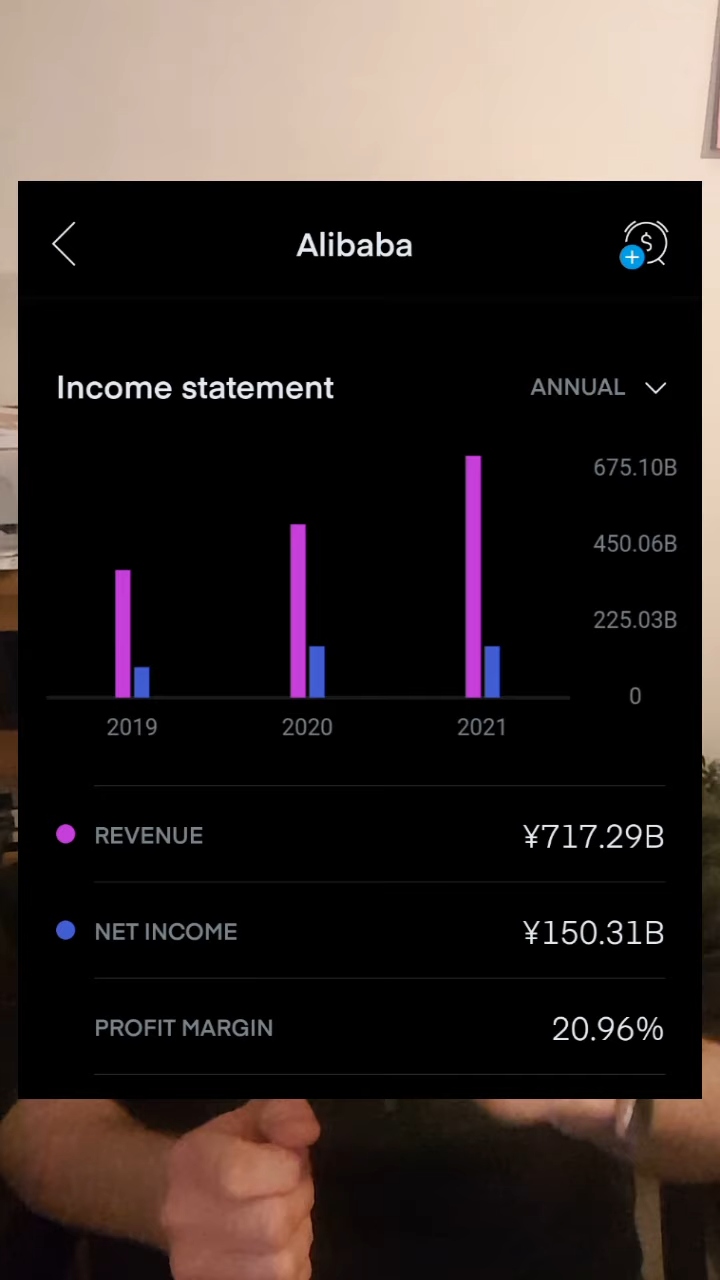 Alibaba
$
+
Income statement
ANNUAL
675.10B
450.06B
225.03B
0
2019 2020 2021
REVENUE ¥717.29B
NET INCOME ¥150.31B
PROFIT MARGIN 20.96%